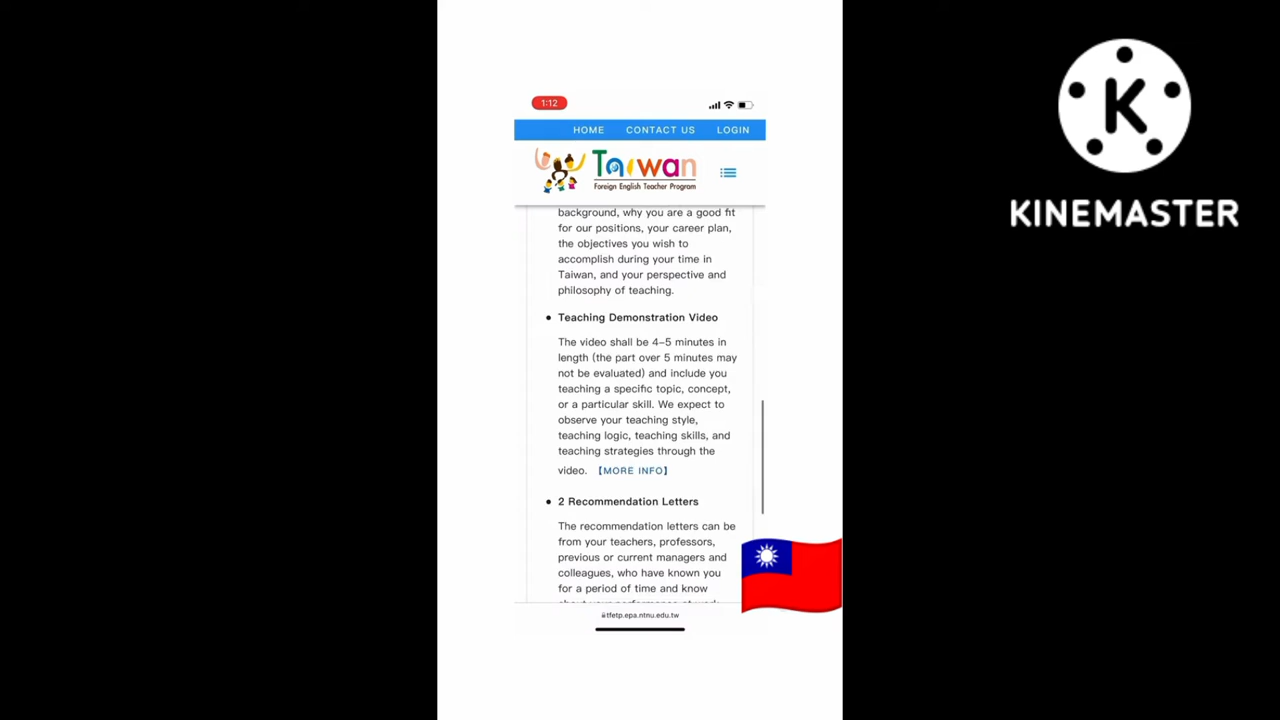 1:12
HOME CONTACT US LOGIN
Taiwan
Foreign English Teacher Program
background, why you are a good fit
for our positions, your career plan,
the objectives you wish to
accomplish during your time in
Taiwan, and your perspective and
philosophy of teaching.
• Teaching Demonstration Video
The video shall be 4–5 minutes in
length (the part over 5 minutes may
not be evaluated) and include you
teaching a specific topic, concept,
or a particular skill. We expect to
observe your teaching style,
teaching logic, teaching skills, and
teaching strategies through the
video. 【MORE INFO】
• 2 Recommendation Letters
The recommendation letters can be
from your teachers, professors,
previous or current managers and
colleagues, who have known you
for a period of time and know
tfetp.epa.ntnu.edu.tw
K
KINEMASTER